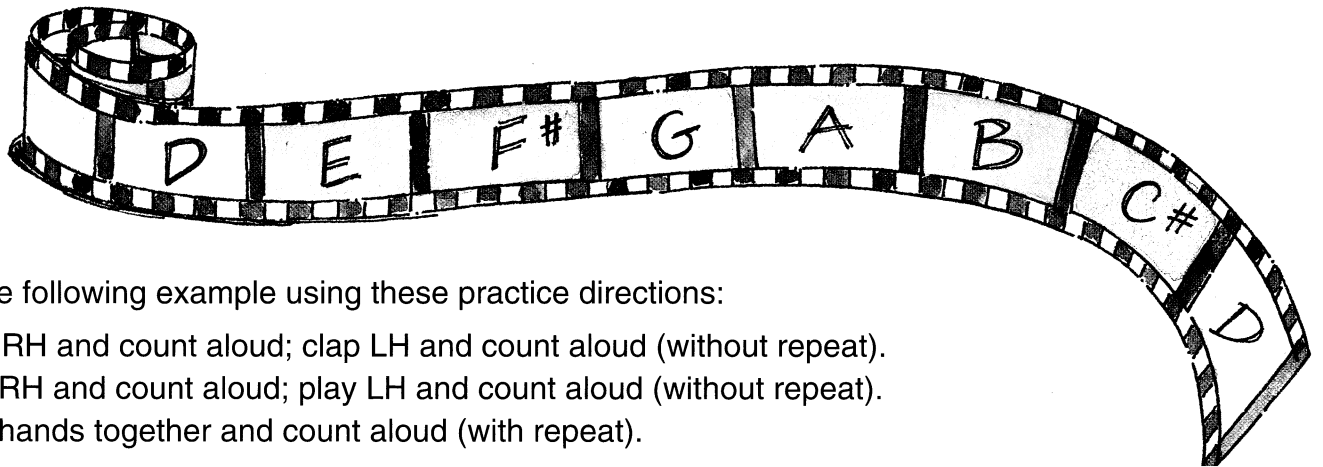 D E F# G A B C# D
e following example using these practice directions:
RH and count aloud; clap LH and count aloud (without repeat).
RH and count aloud; play LH and count aloud (without repeat).
hands together and count aloud (with repeat).